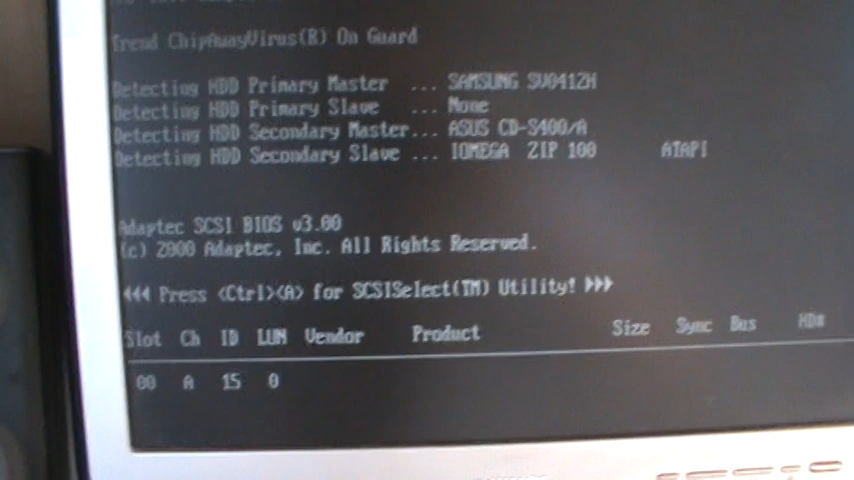 Trend ChipAwayVirus(R) On Guard
Detecting HDD Primary Master ... SAMSUNG SV0412H
Detecting HDD Primary Slave ... None
Detecting HDD Secondary Master... ASUS CD-S400/A
Detecting HDD Secondary Slave ... IOMEGA ZIP 100 ATAPI
Adaptec SCSI BIOS v3.00
(c) 2000 Adaptec, Inc. All Rights Reserved.
◄◄◄ Press <Ctrl><A> for SCSISelect(TM) Utility! ►►►
Slot Ch ID LUN Vendor Product Size Sync Bus HD#
00 A 15 0